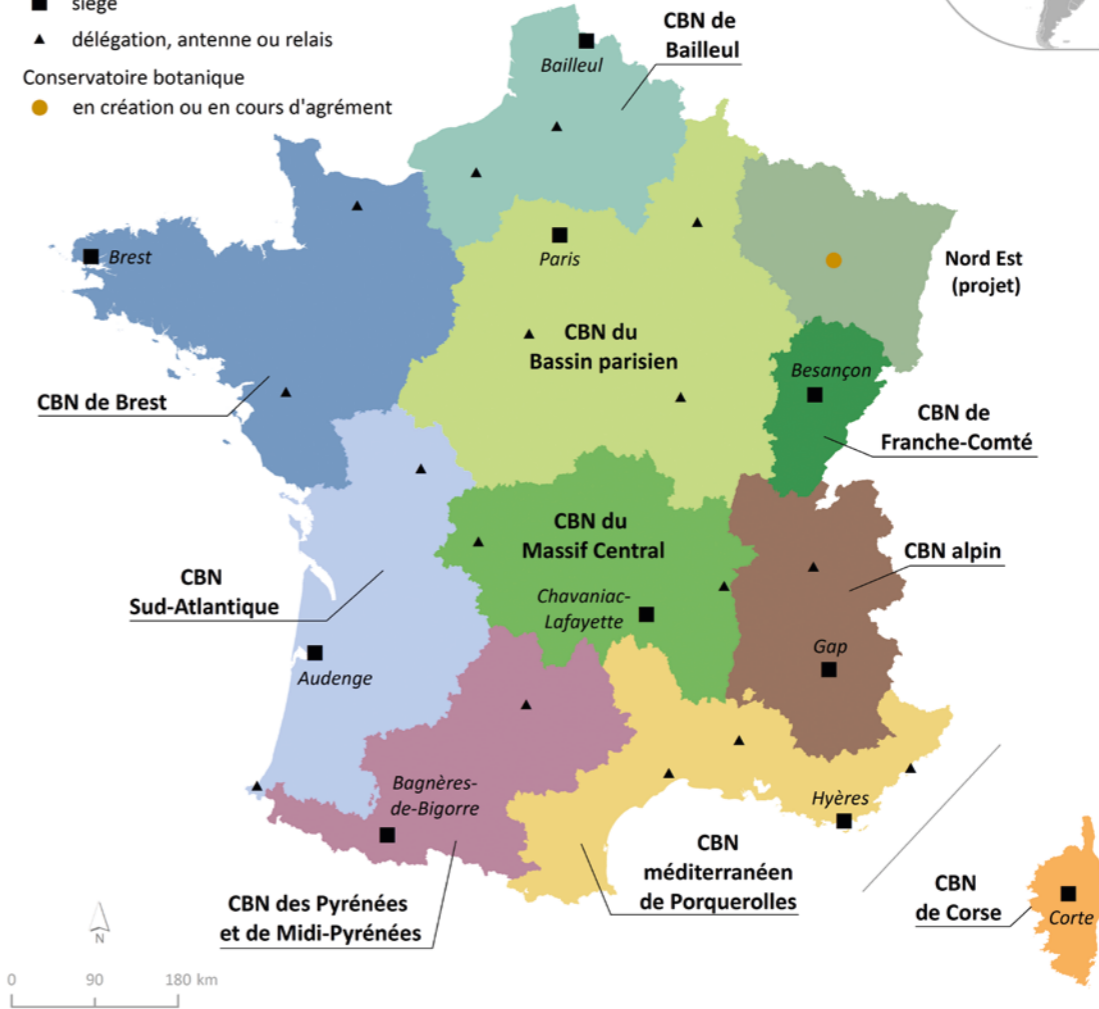 siège
délégation, antenne ou relais
Conservatoire botanique
en création ou en cours d'agrément
CBN de
Bailleul
Bailleul
Brest
Paris
Nord Est
(projet)
CBN du
Bassin parisien
Besançon
CBN de Brest
CBN de
Franche-Comté
CBN du
Massif Central
CBN alpin
CBN
Sud-Atlantique
Chavaniac-
Lafayette
Gap
Audenge
Bagnères-
de-Bigorre
Hyères
CBN
méditerranéen
de Porquerolles
CBN
de Corse
Corte
CBN des Pyrénées
et de Midi-Pyrénées
N
0 90 180 km